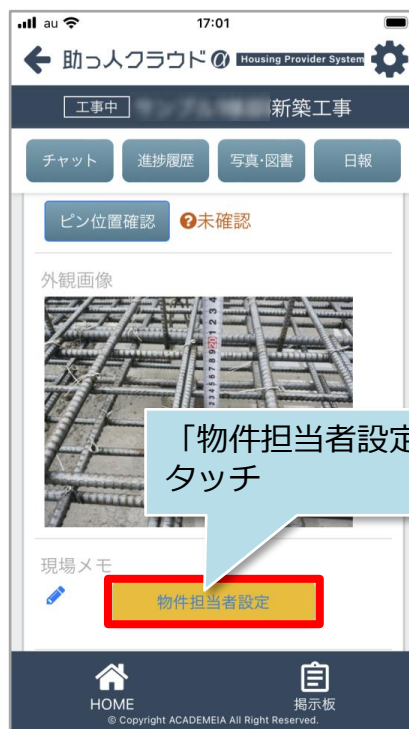 au 17:01
助っ人クラウドα Housing Provider System
工事中 新築工事
チャット 進捗履歴 写真・図書 日報
ピン位置確認 ?未確認
外観画像
「物件担当者設定
タッチ
現場メモ
物件担当者設定
HOME 掲示板
© Copyright ACADEMEIA All Right Reserved.